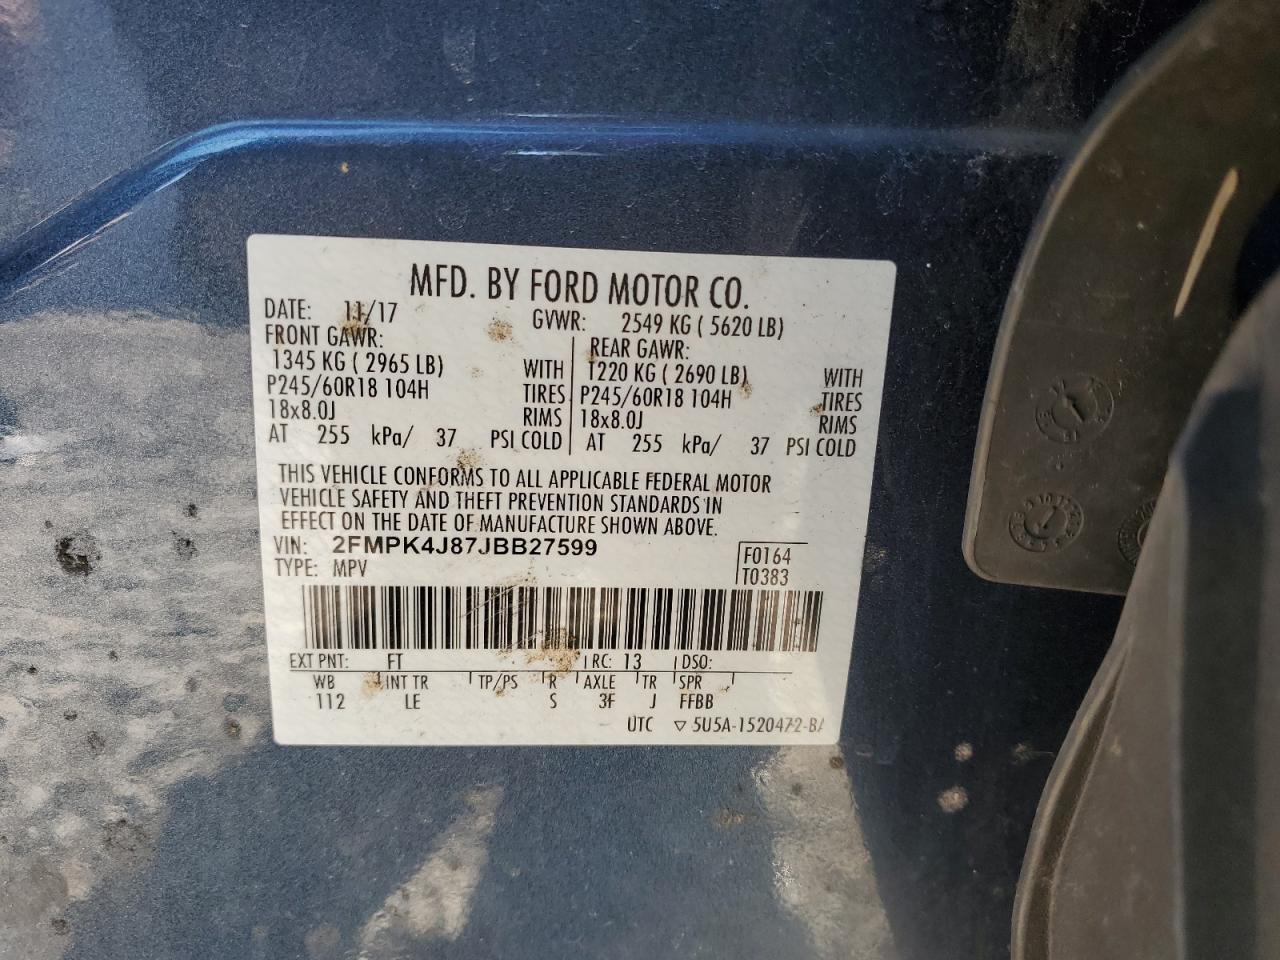 MFD. BY FORD MOTOR CO.
DATE: 11/17 GVWR: 2549 KG ( 5620 LB)
FRONT GAWR: REAR GAWR:
1345 KG ( 2965 LB) WITH 1220 KG ( 2690 LB) WITH
P245/60R18 104H TIRES P245/60R18 104H TIRES
18x8.0J RIMS 18x8.0J RIMS
AT 255 kPa/ 37 PSI COLD AT 255 kPa/ 37 PSI COLD
THIS VEHICLE CONFORMS TO ALL APPLICABLE FEDERAL MOTOR
VEHICLE SAFETY AND THEFT PREVENTION STANDARDS IN
EFFECT ON THE DATE OF MANUFACTURE SHOWN ABOVE.
VIN: 2FMPK4J87JBB27599 F0164
TYPE: MPV T0383
EXT PNT: FT RC: 13 DSO:
WB INT TR TP/PS R AXLE TR SPR
112 LE S 3F J FFBB
UTC ▽ 5U5A-1520472-BA